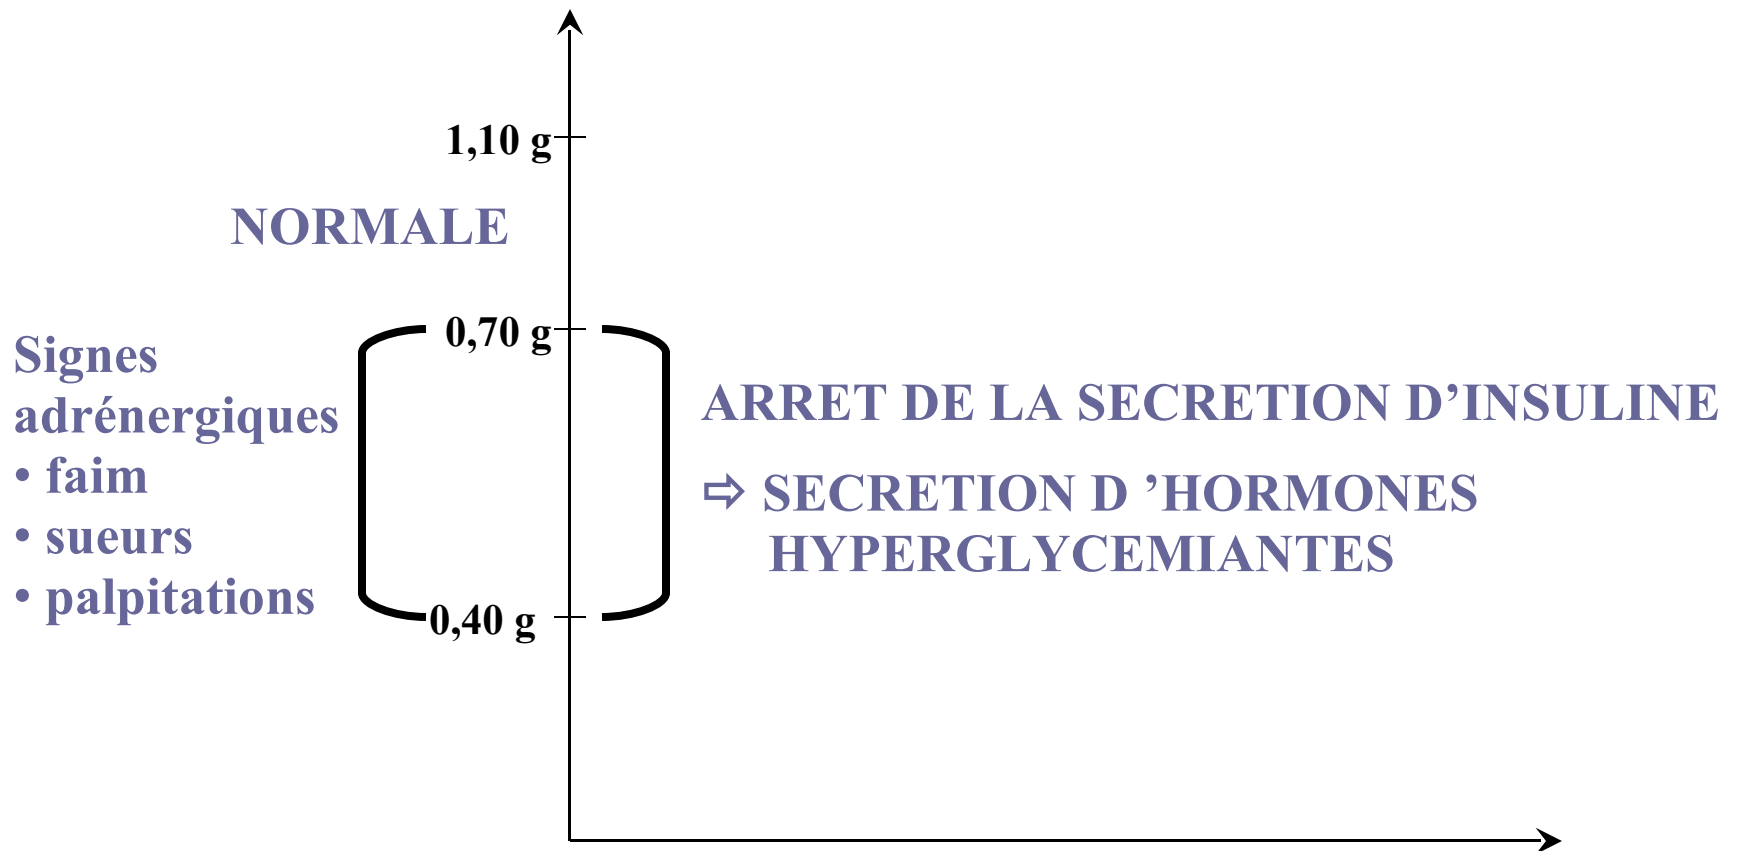 1,10 g
NORMALE
0,70 g
Signes
adrénergiques
• faim
• sueurs
• palpitations
ARRET DE LA SECRETION D’INSULINE
⇨ SECRETION D ’HORMONES
HYPERGLYCEMIANTES
0,40 g